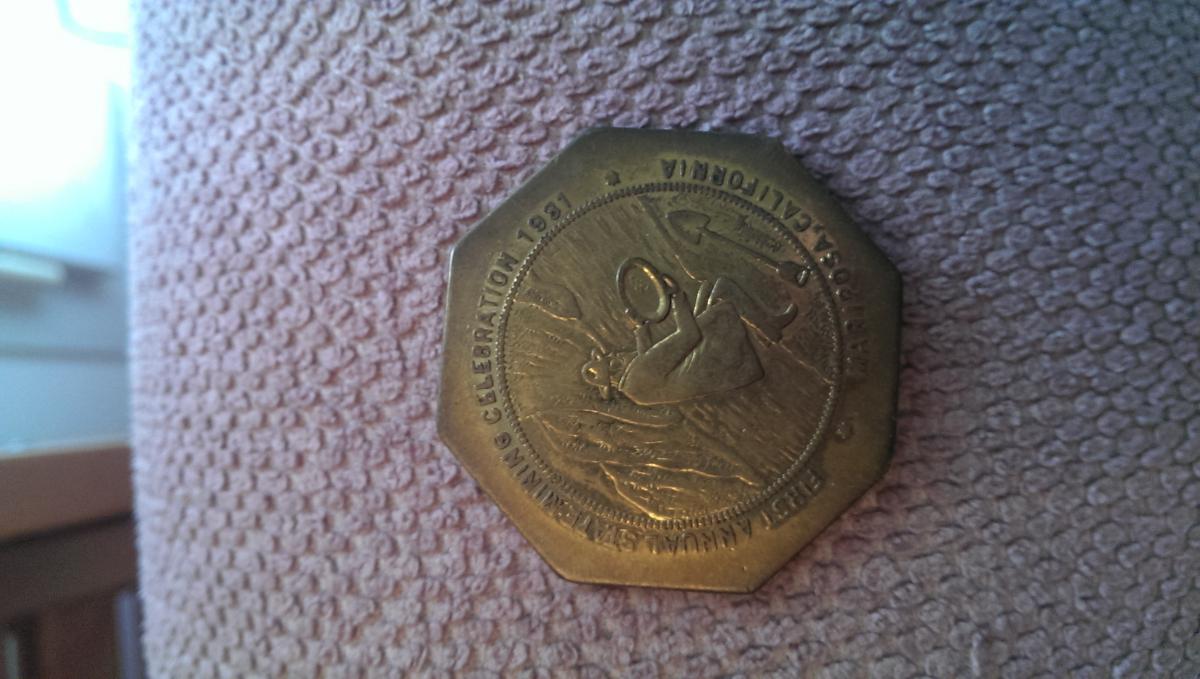 FIRST ANNUAL STATE MINING CELEBRATION 1931
MARIPOSA, CALIFORNIA